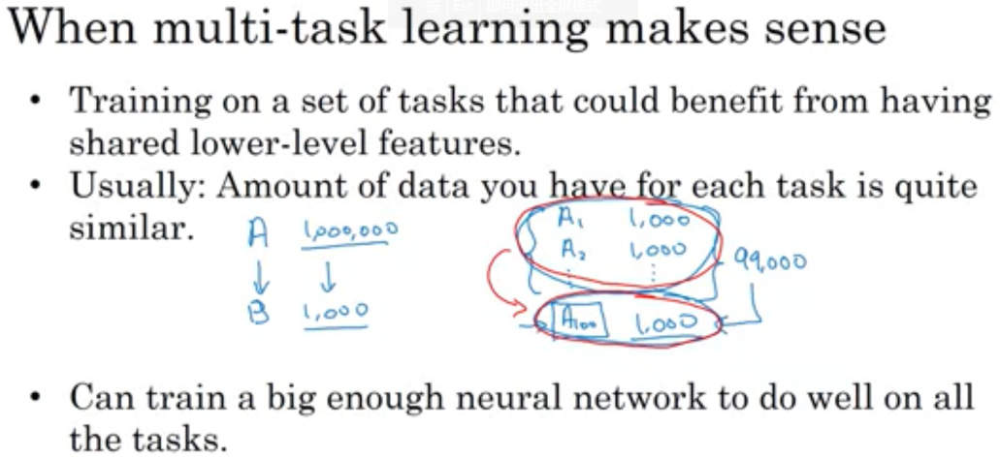 When multi-task learning makes sense
• Training on a set of tasks that could benefit from having
shared lower-level features.
• Usually: Amount of data you have for each task is quite
similar.
A 1,000,000
B 1,000
A₁ 1,000
A₂ 1,000
⋮ ⋮
99,000
A₁₀₀ 1,000
• Can train a big enough neural network to do well on all
the tasks.